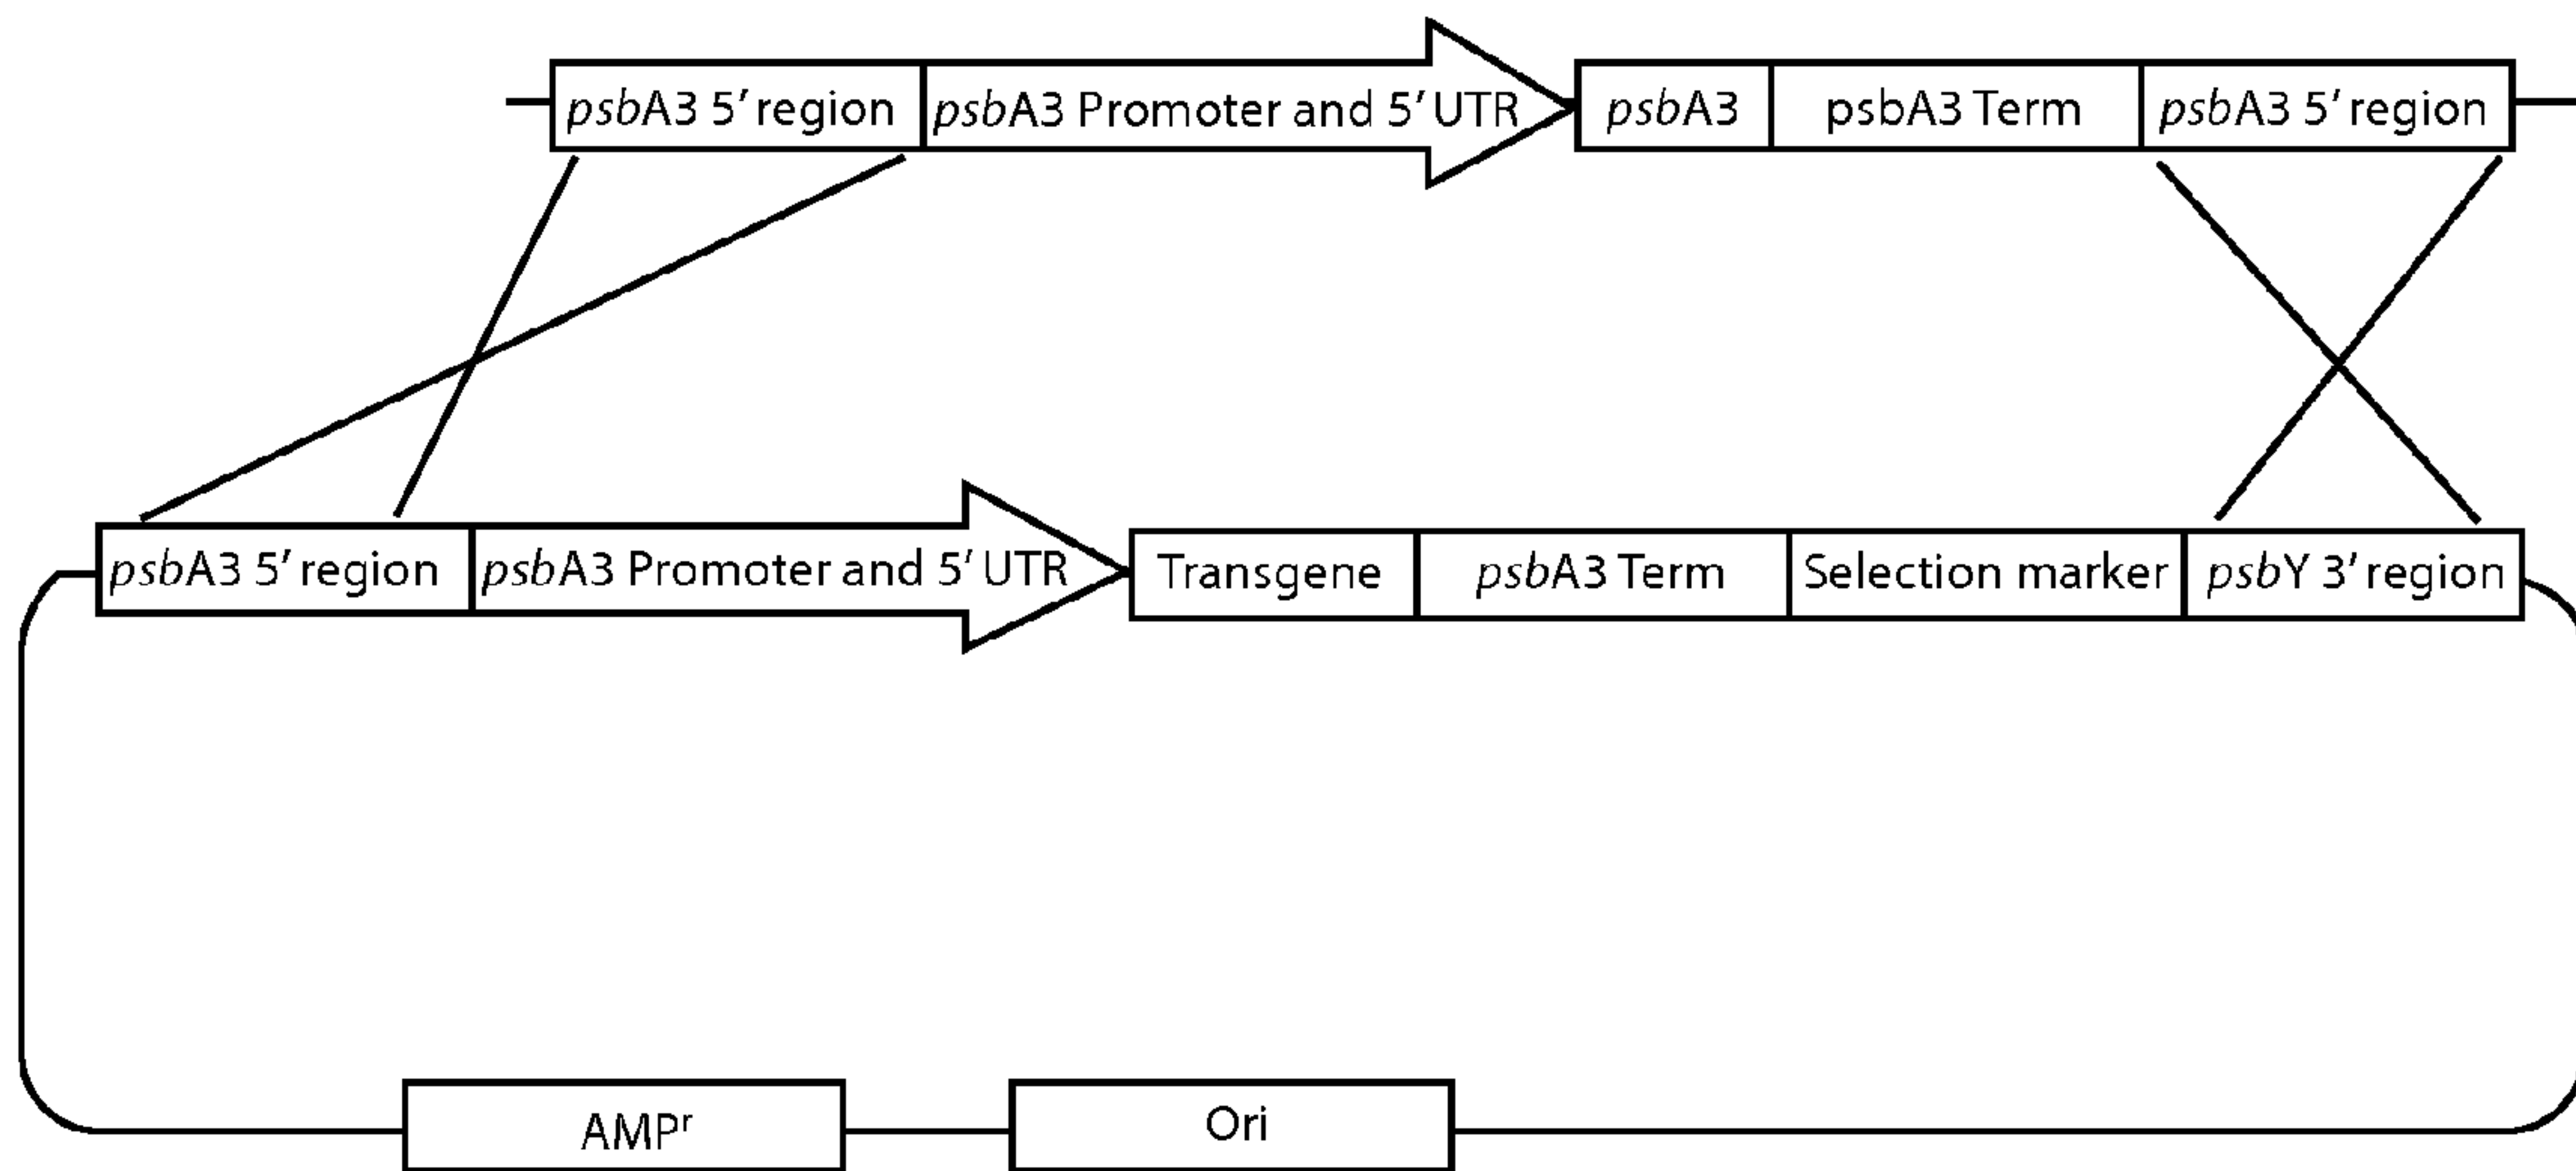 psbA3 5′ region
psbA3 Promoter and 5′ UTR
psbA3
psbA3 Term
psbA3 5′ region
psbA3 5′ region
psbA3 Promoter and 5′ UTR
Transgene
psbA3 Term
Selection marker
psbY 3′ region
AMPʳ
Ori